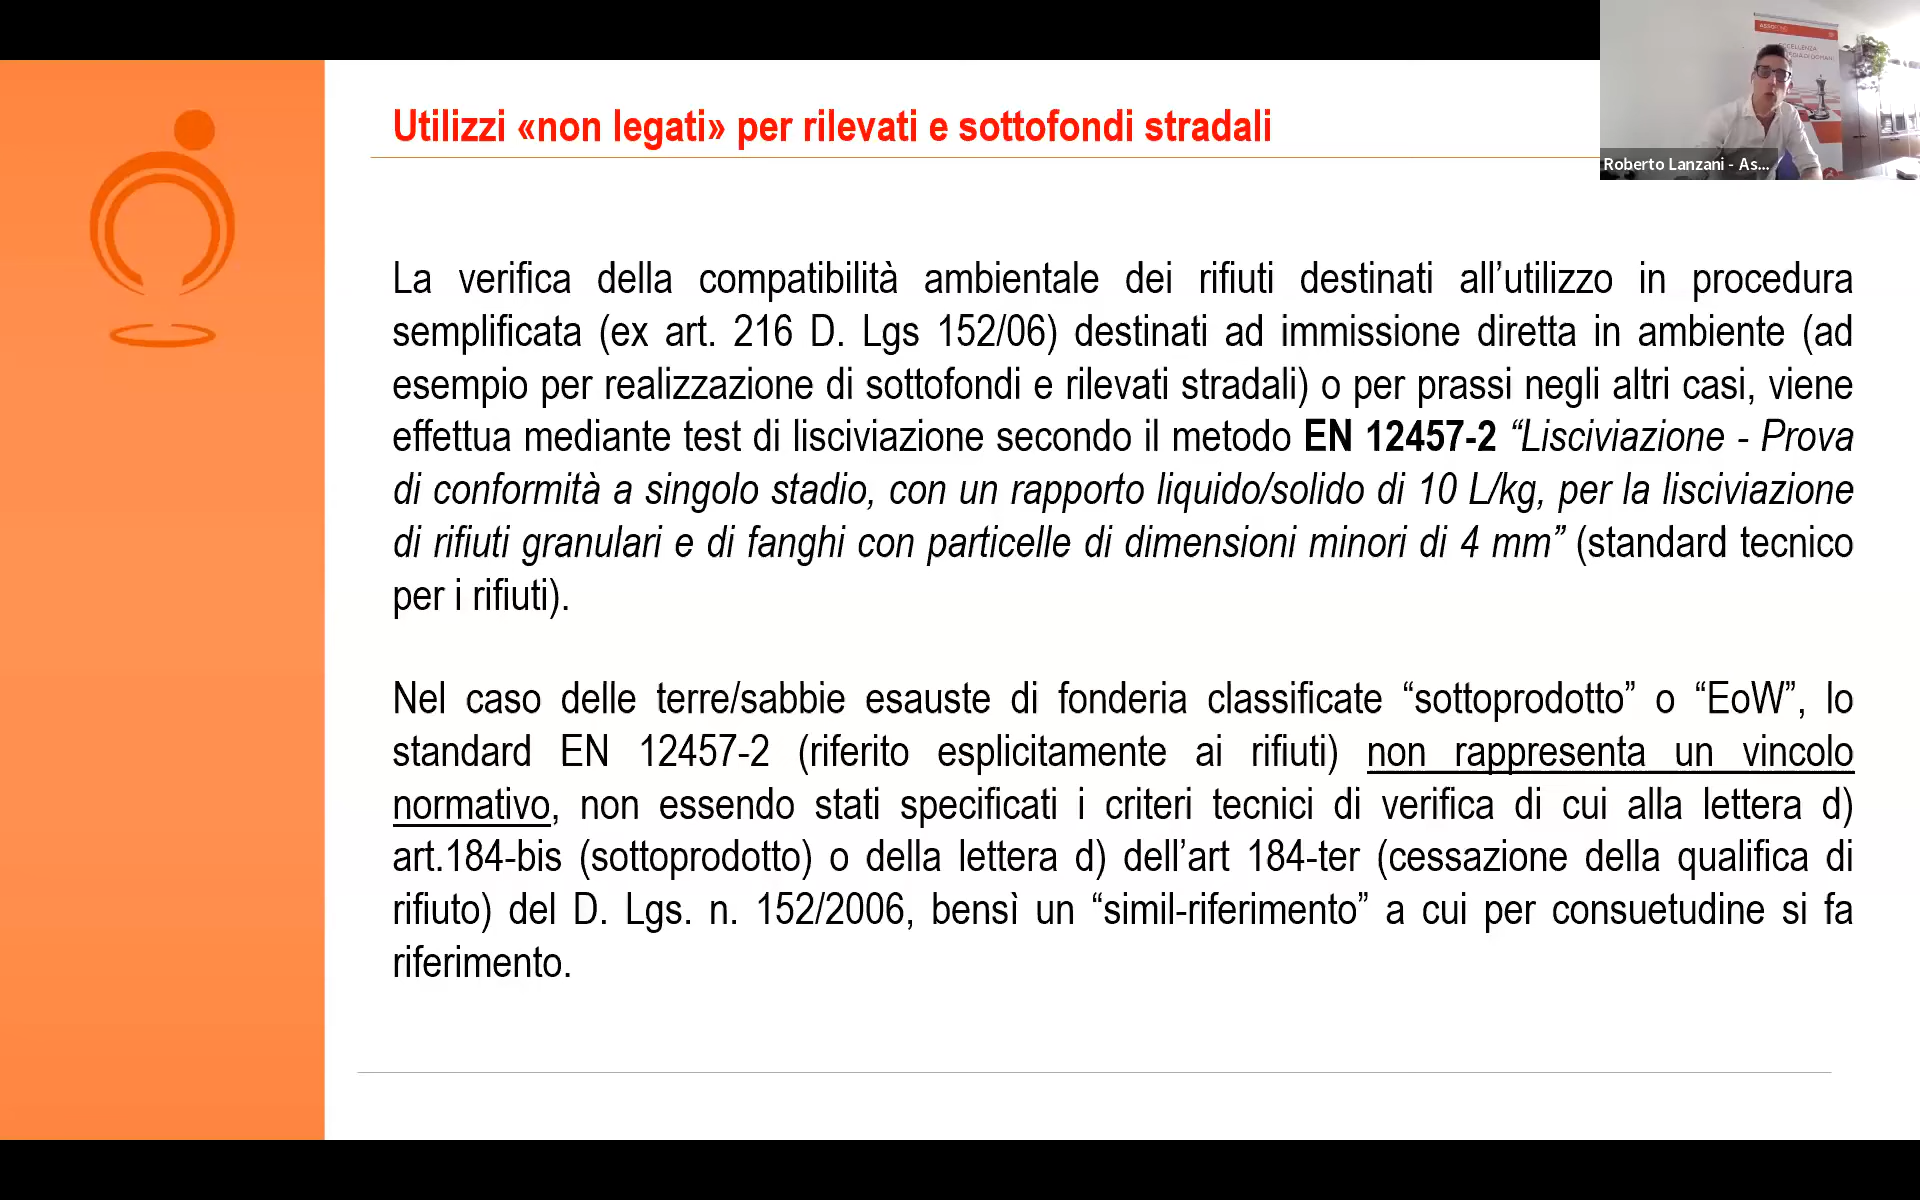 Utilizzi «non legati» per rilevati e sottofondi stradali
ECCELLENZA
Roberto Lanzani - As...
La verifica della compatibilità ambientale dei rifiuti destinati all’utilizzo in procedura
semplificata (ex art. 216 D. Lgs 152/06) destinati ad immissione diretta in ambiente (ad
esempio per realizzazione di sottofondi e rilevati stradali) o per prassi negli altri casi, viene
effettua mediante test di lisciviazione secondo il metodo EN 12457-2 “Lisciviazione - Prova
di conformità a singolo stadio, con un rapporto liquido/solido di 10 L/kg, per la lisciviazione
di rifiuti granulari e di fanghi con particelle di dimensioni minori di 4 mm” (standard tecnico
per i rifiuti).
Nel caso delle terre/sabbie esauste di fonderia classificate “sottoprodotto” o “EoW”, lo
standard EN 12457-2 (riferito esplicitamente ai rifiuti) non rappresenta un vincolo
normativo, non essendo stati specificati i criteri tecnici di verifica di cui alla lettera d)
art.184-bis (sottoprodotto) o della lettera d) dell’art 184-ter (cessazione della qualifica di
rifiuto) del D. Lgs. n. 152/2006, bensì un “simil-riferimento” a cui per consuetudine si fa
riferimento.